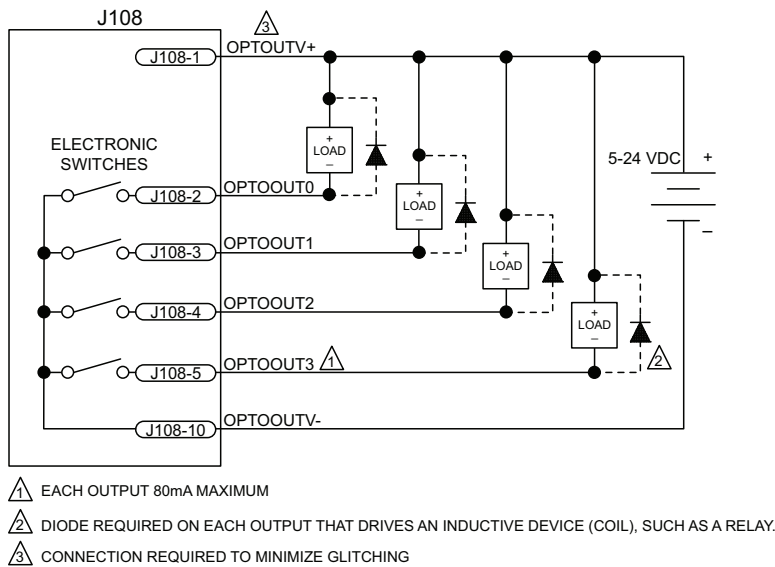 J108
3
OPTOUTV+
J108-1
ELECTRONIC
SWITCHES
+
LOAD
–
5-24 VDC
+
–
J108-2
OPTOOUT0
+
LOAD
–
J108-3
OPTOOUT1
+
LOAD
–
J108-4
OPTOOUT2
+
LOAD
–
J108-5
OPTOOUT3
1
2
J108-10
OPTOOUTV-
1 EACH OUTPUT 80mA MAXIMUM
2 DIODE REQUIRED ON EACH OUTPUT THAT DRIVES AN INDUCTIVE DEVICE (COIL), SUCH AS A RELAY.
3 CONNECTION REQUIRED TO MINIMIZE GLITCHING